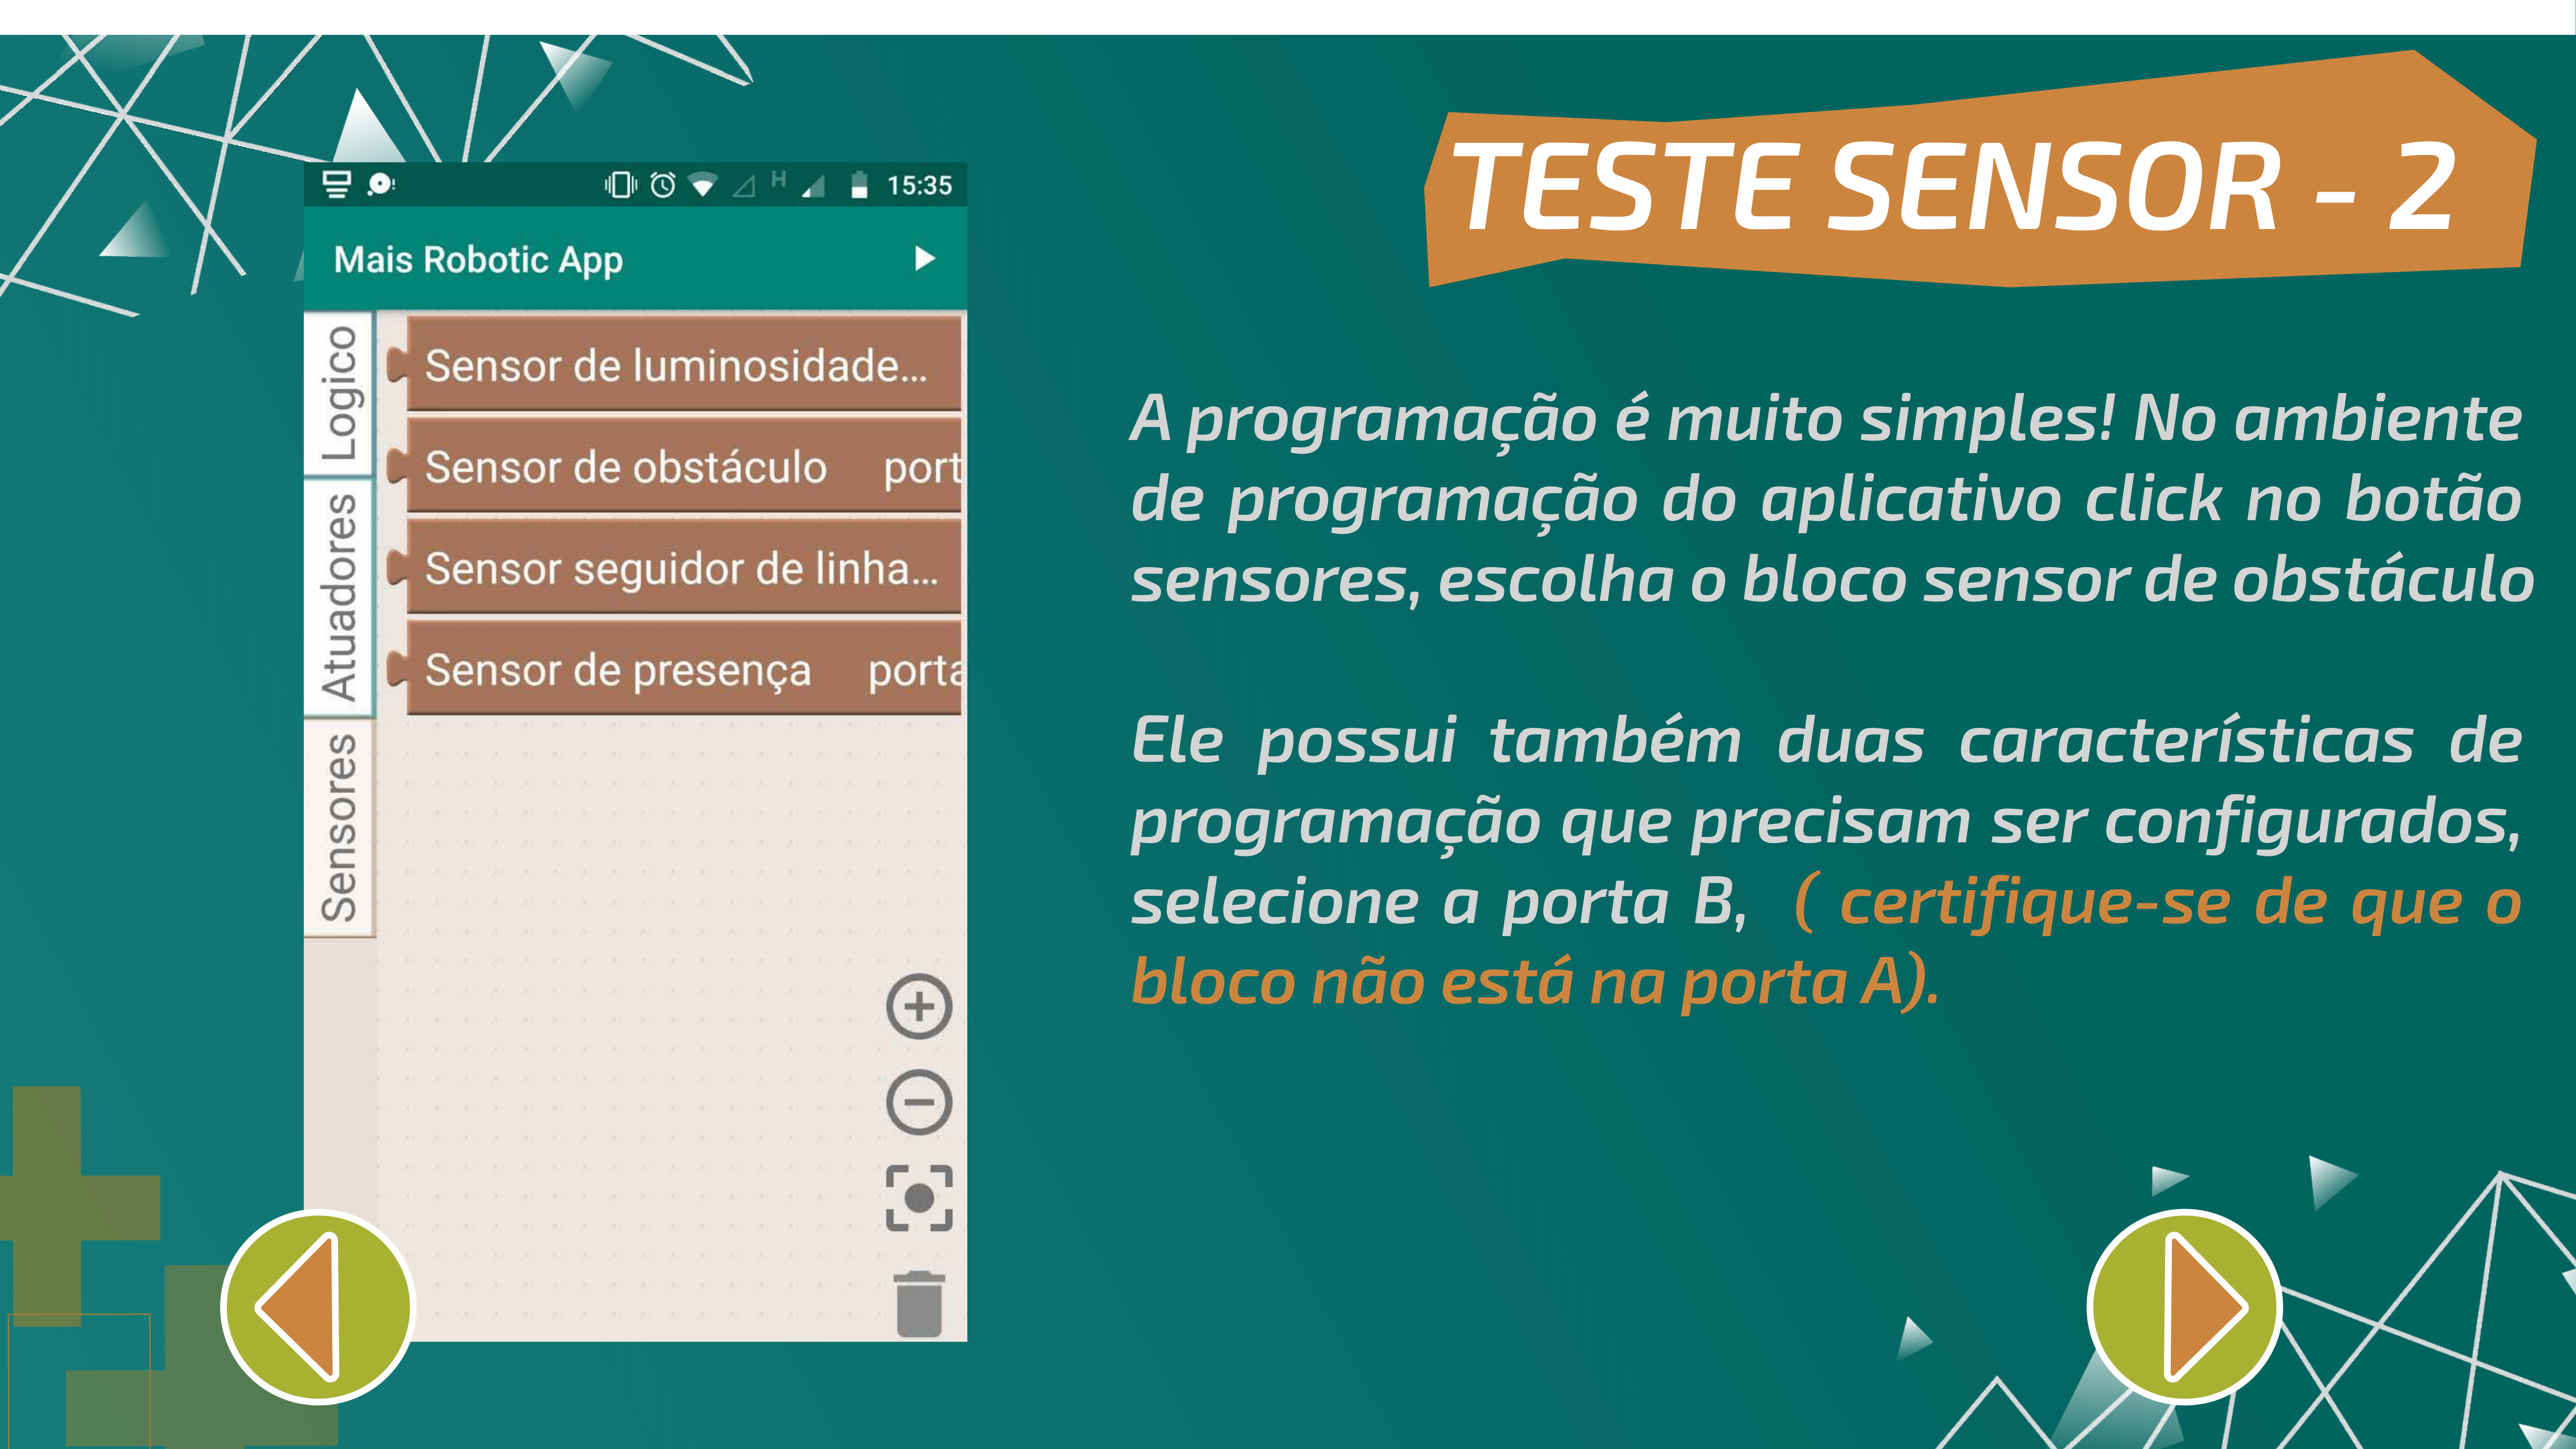 TESTE SENSOR - 2
15:35
Mais Robotic App
Logico
Atuadores
Sensores
Sensor de luminosidade...
Sensor de obstáculo port
Sensor seguidor de linha...
Sensor de presença porta
A programação é muito simples! No ambiente
de programação do aplicativo click no botão
sensores, escolha o bloco sensor de obstáculo
Ele possui também duas características de
programação que precisam ser configurados,
selecione a porta B, ( certifique-se de que o
bloco não está na porta A).